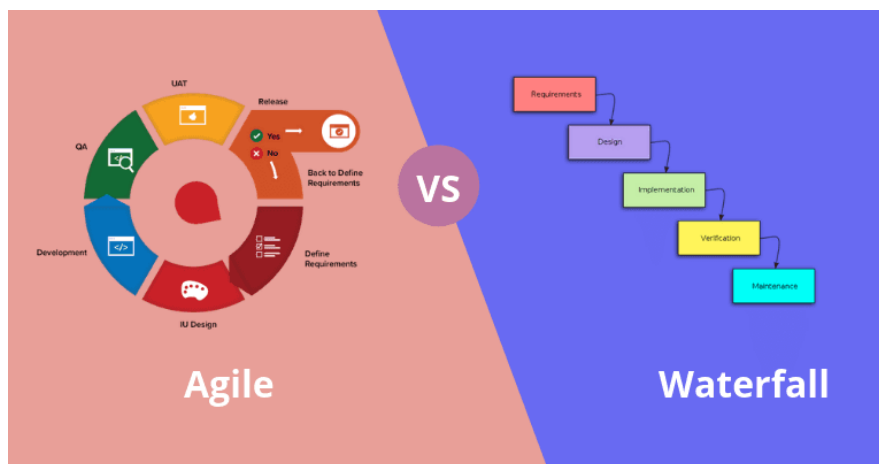 UAT
Release
Yes
No
QA
Back to Define
Requirements
Development
Define
Requirements
IU Design
Agile
VS
Requirements
Design
Implementation
Verification
Maintenance
Waterfall